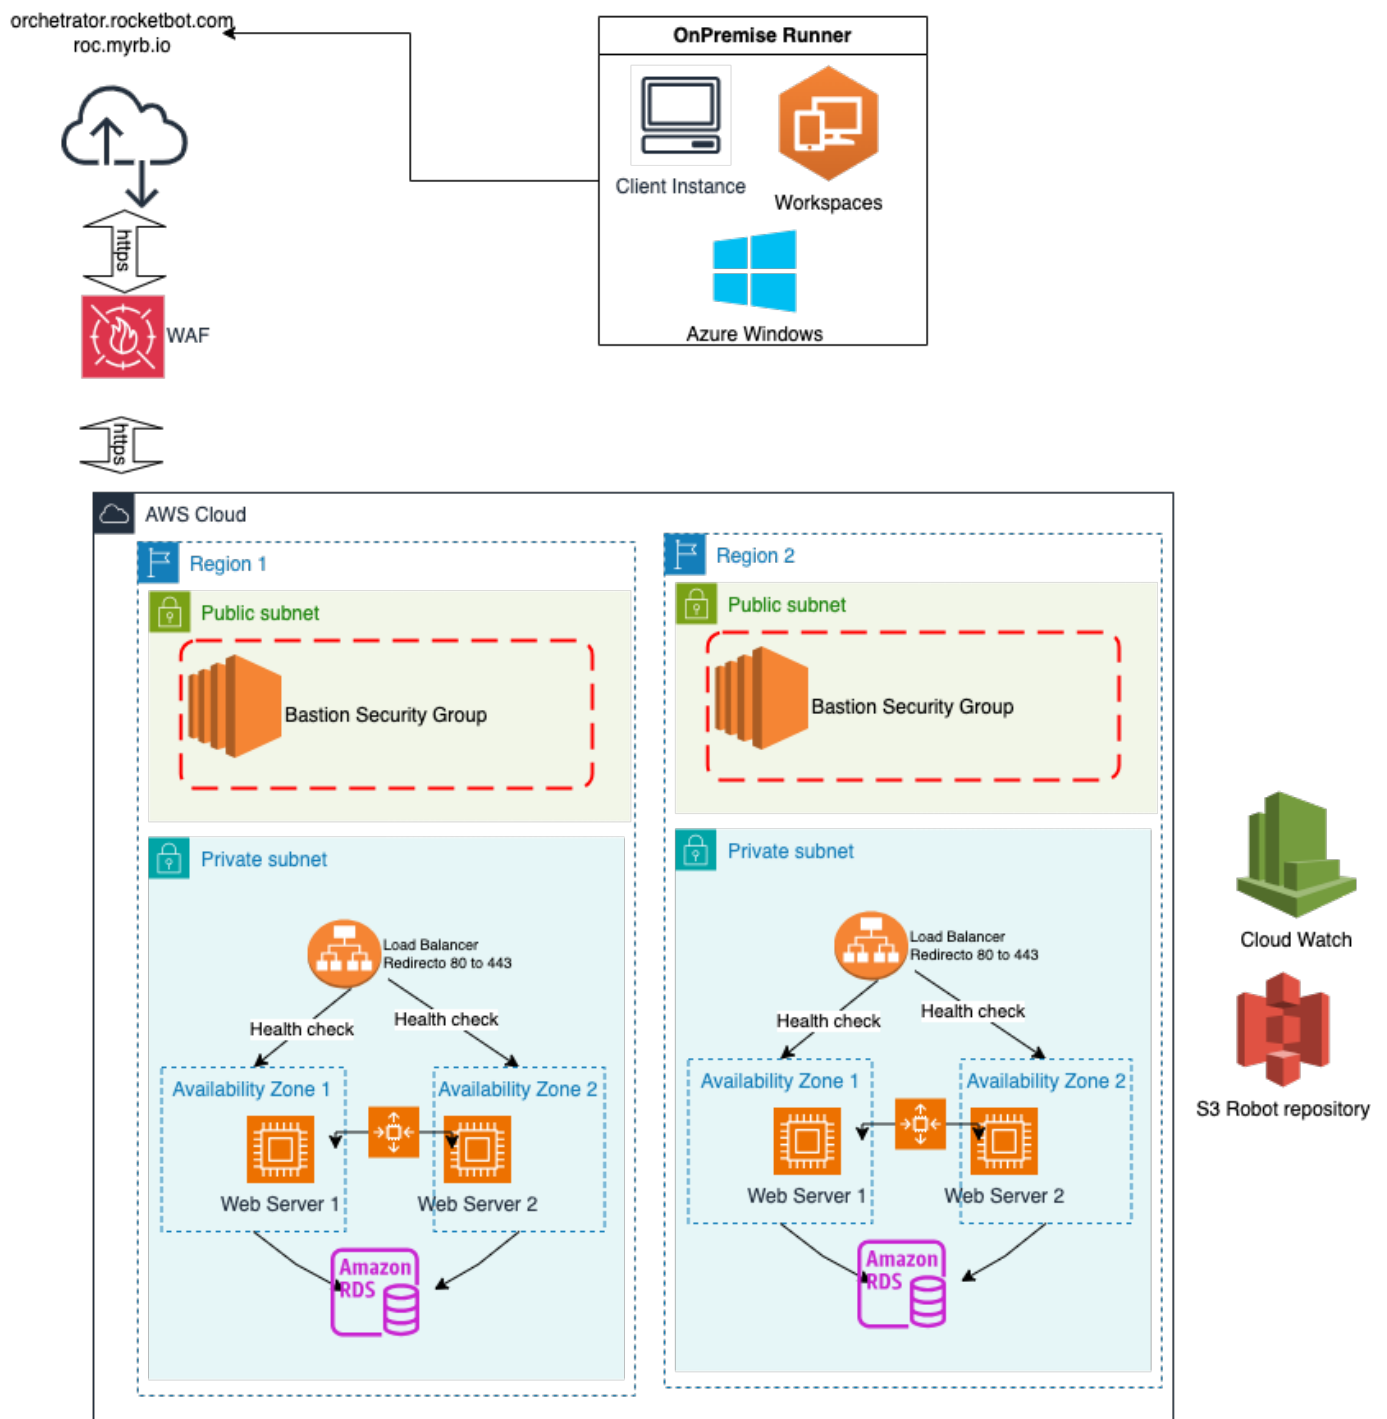 orchetrator.rocketbot.com
roc.myrb.io
OnPremise Runner
Client Instance
Workspaces
Azure Windows
https
WAF
https
AWS Cloud
Region 1
Public subnet
Bastion Security Group
Private subnet
Load Balancer
Redirecto 80 to 443
Health check
Health check
Availability Zone 1
Availability Zone 2
Web Server 1
Web Server 2
Amazon
RDS
Region 2
Public subnet
Bastion Security Group
Private subnet
Load Balancer
Redirecto 80 to 443
Health check
Health check
Availability Zone 1
Availability Zone 2
Web Server 1
Web Server 2
Amazon
RDS
Cloud Watch
S3 Robot repository